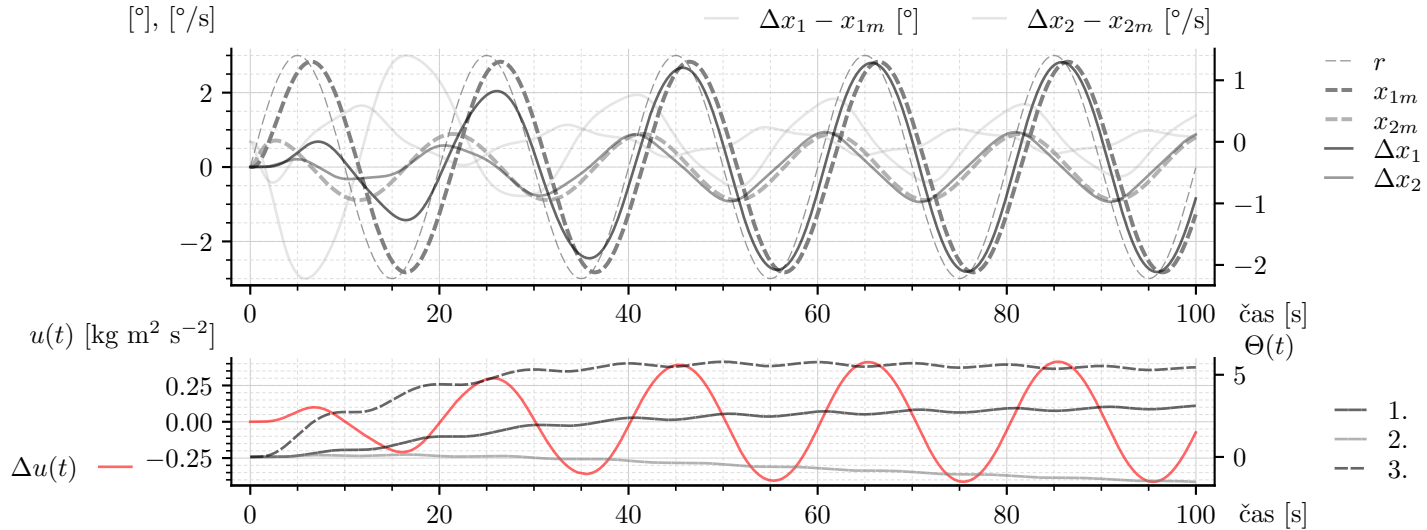 [°], [°/s]
Δx₁ − x₁ₘ [°]
Δx₂ − x₂ₘ [°/s]
2
0
−2
1
0
−1
−2
0
20
40
60
80
100
čas [s]
r
x₁ₘ
x₂ₘ
Δx₁
Δx₂
u(t) [kg m² s⁻²]
Θ(t)
0.25
0.00
−0.25
Δu(t)
5
0
0
20
40
60
80
100
čas [s]
1.
2.
3.